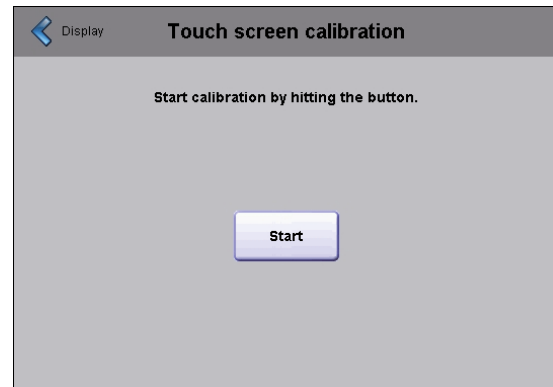 Display
Touch screen calibration
Start calibration by hitting the button.
Start